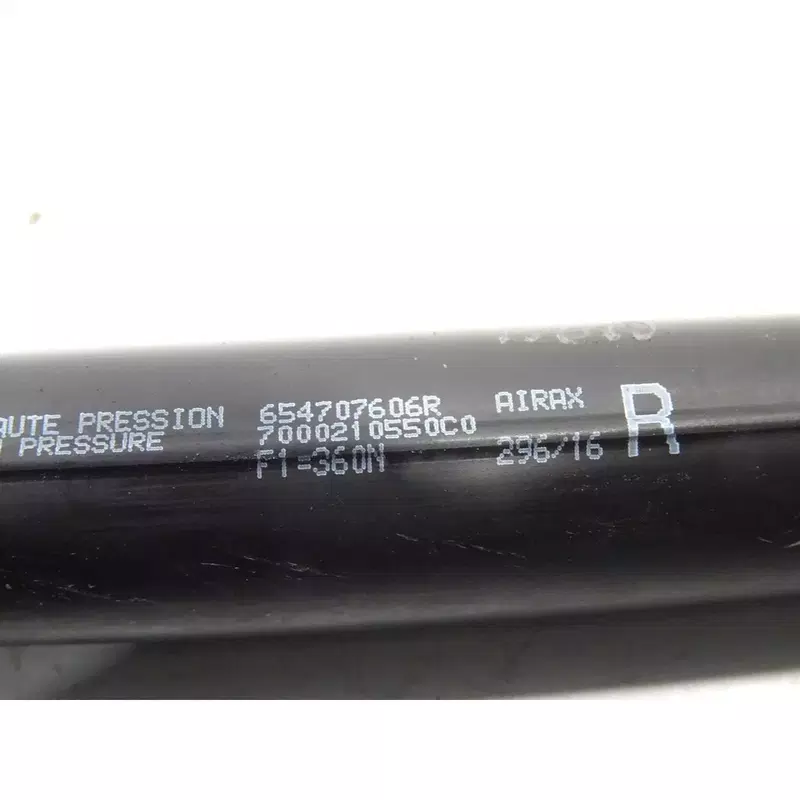 AUTE PRESSION 654707606R AIRAX R
PRESSURE 7000210550C0
F1=360N 296/16